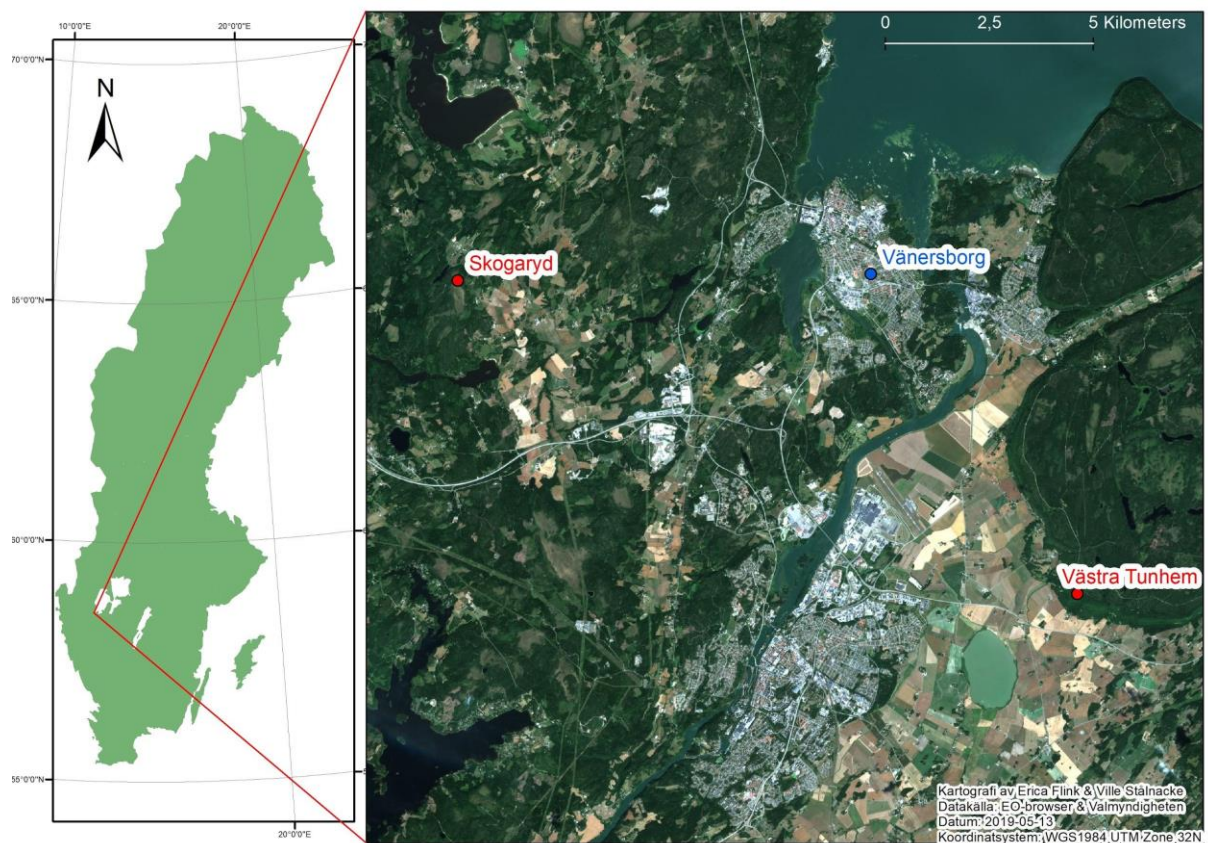 10°0'0"E
20°0'0"E
70°0'0"N
N
65°0'0"N
60°0'0"N
55°0'0"N
20°0'0"E
0
2,5
5 Kilometers
Skogaryd
Vänersborg
Västra Tunhem
Kartografi av Erica Flink & Ville Stålnacke
Datakälla: EO-browser & Valmyndigheten
Datum: 2019-05-13
Koordinatsystem: WGS1984 UTM Zone 32N